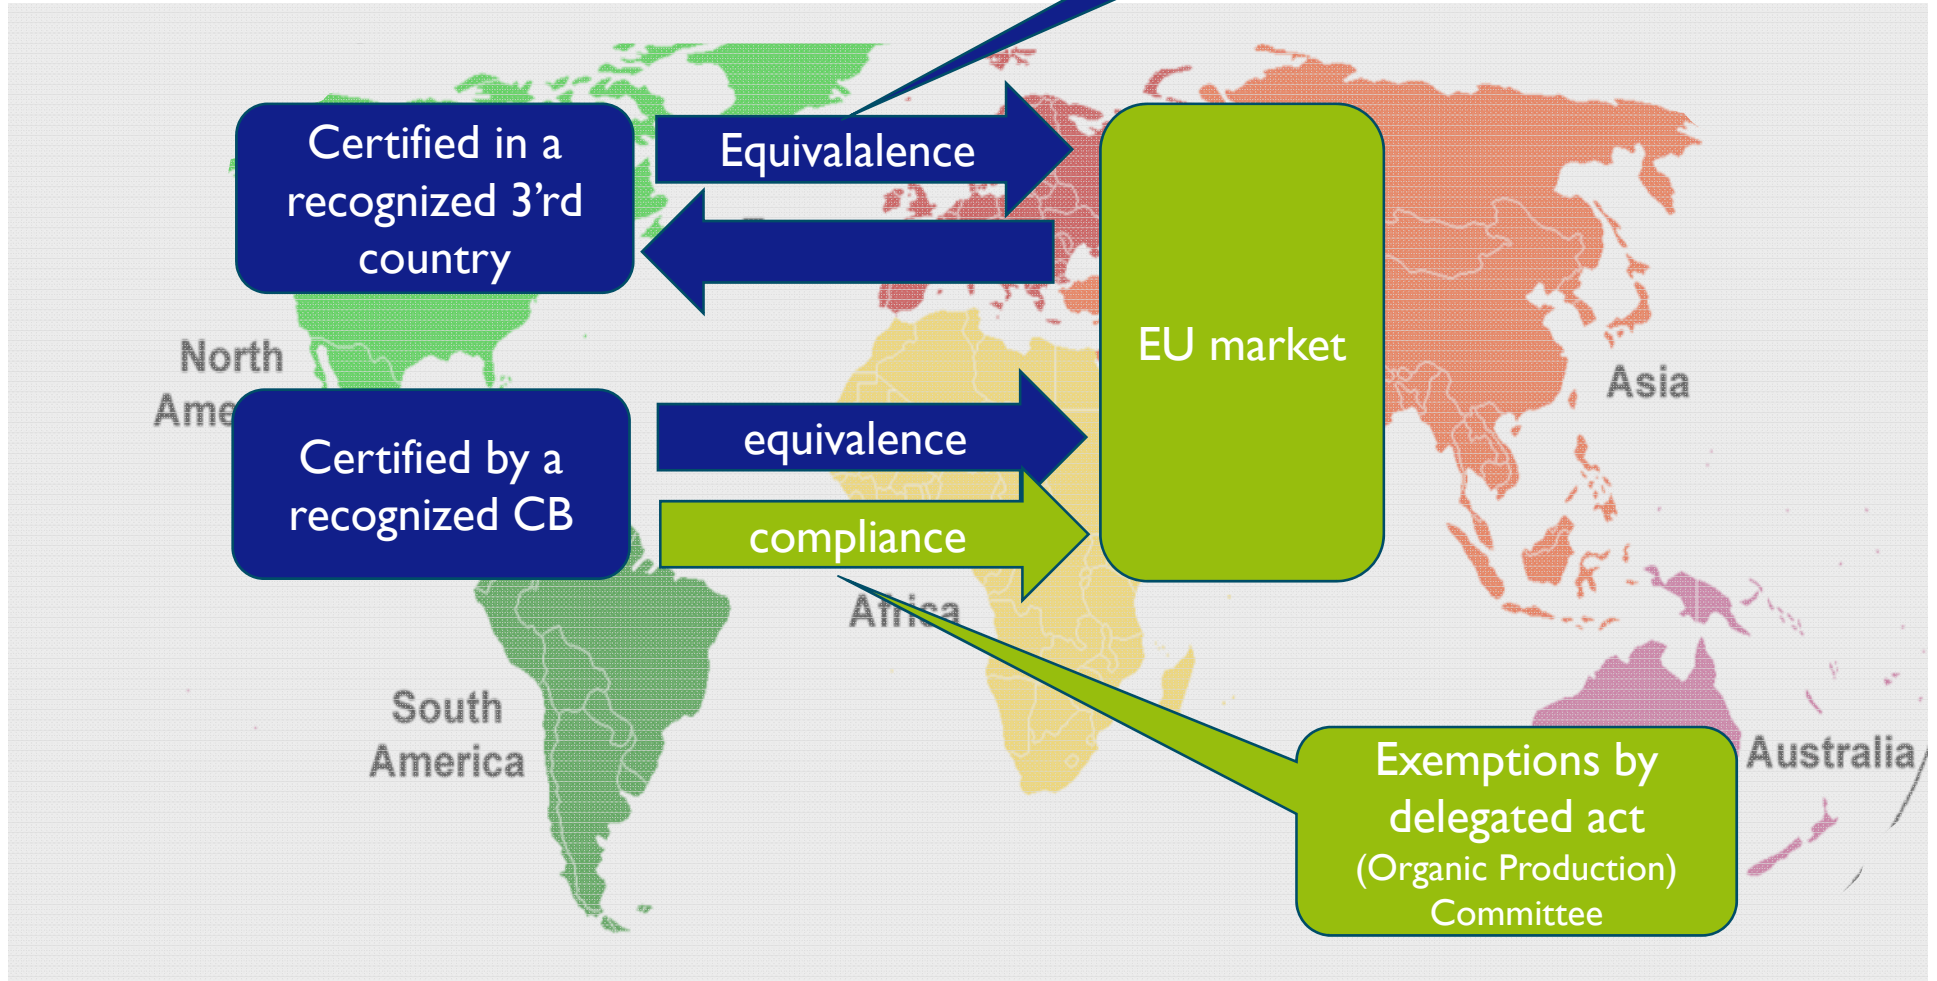 Certified in a
recognized 3'rd
country
Equivalalence
EU market
North
Ame
Asia
Certified by a
recognized CB
equivalence
compliance
Africa
South
America
Exemptions by
delegated act
(Organic Production)
Committee
Australia